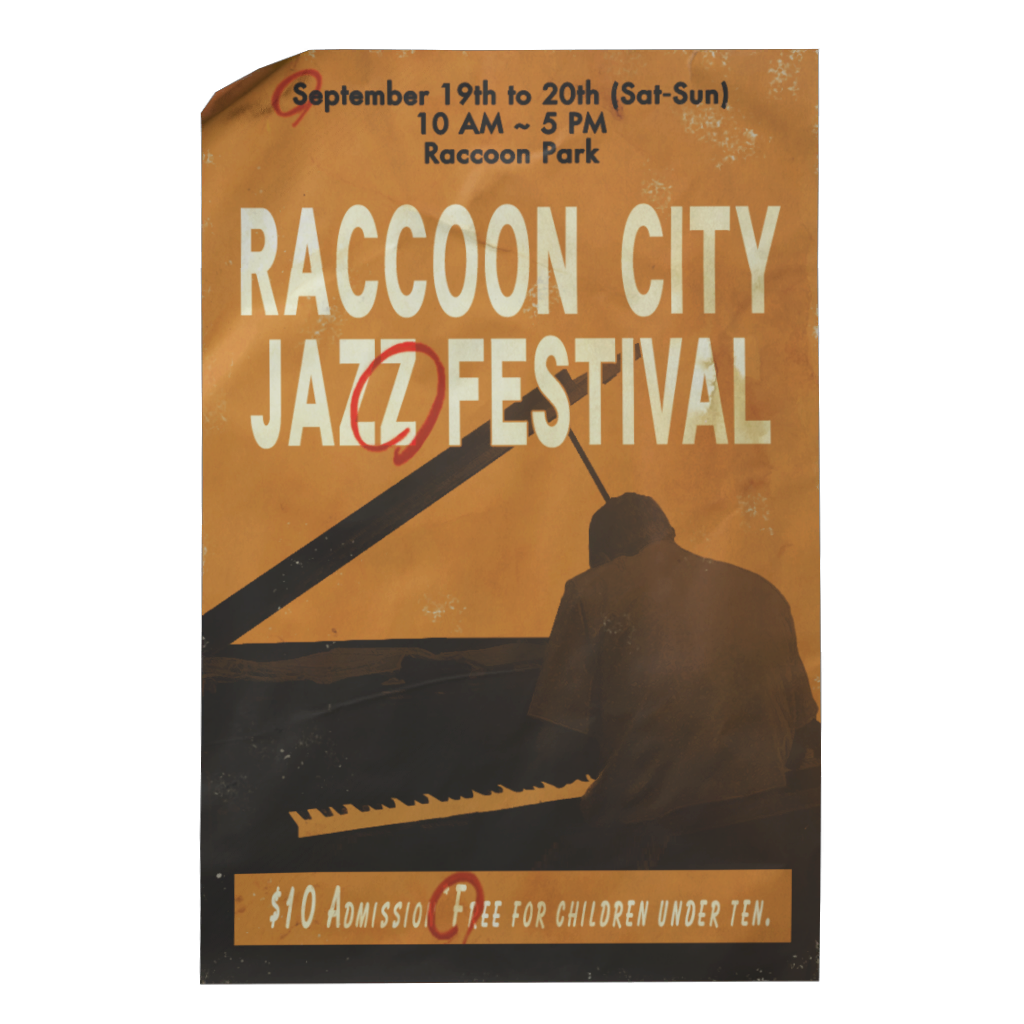 September 19th to 20th (Sat-Sun)
10 AM ~ 5 PM
Raccoon Park
RACCOON CITY
JAZZ FESTIVAL
$10 Admission *Free for children under ten.